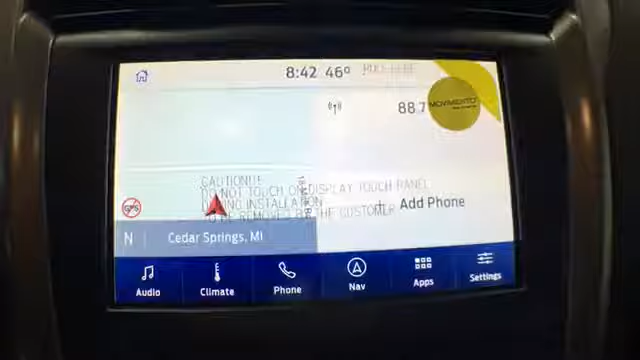 8:42 46°
88.7
MOVIMENTO
CAUTION!!
DO NOT TOUCH ON DISPLAY TOUCH PANEL
DURING INSTALLATION
TO BE REMOVED BY THE CUSTOMER
GPS
+ Add Phone
N Cedar Springs, MI
Audio Climate Phone Nav Apps Settings